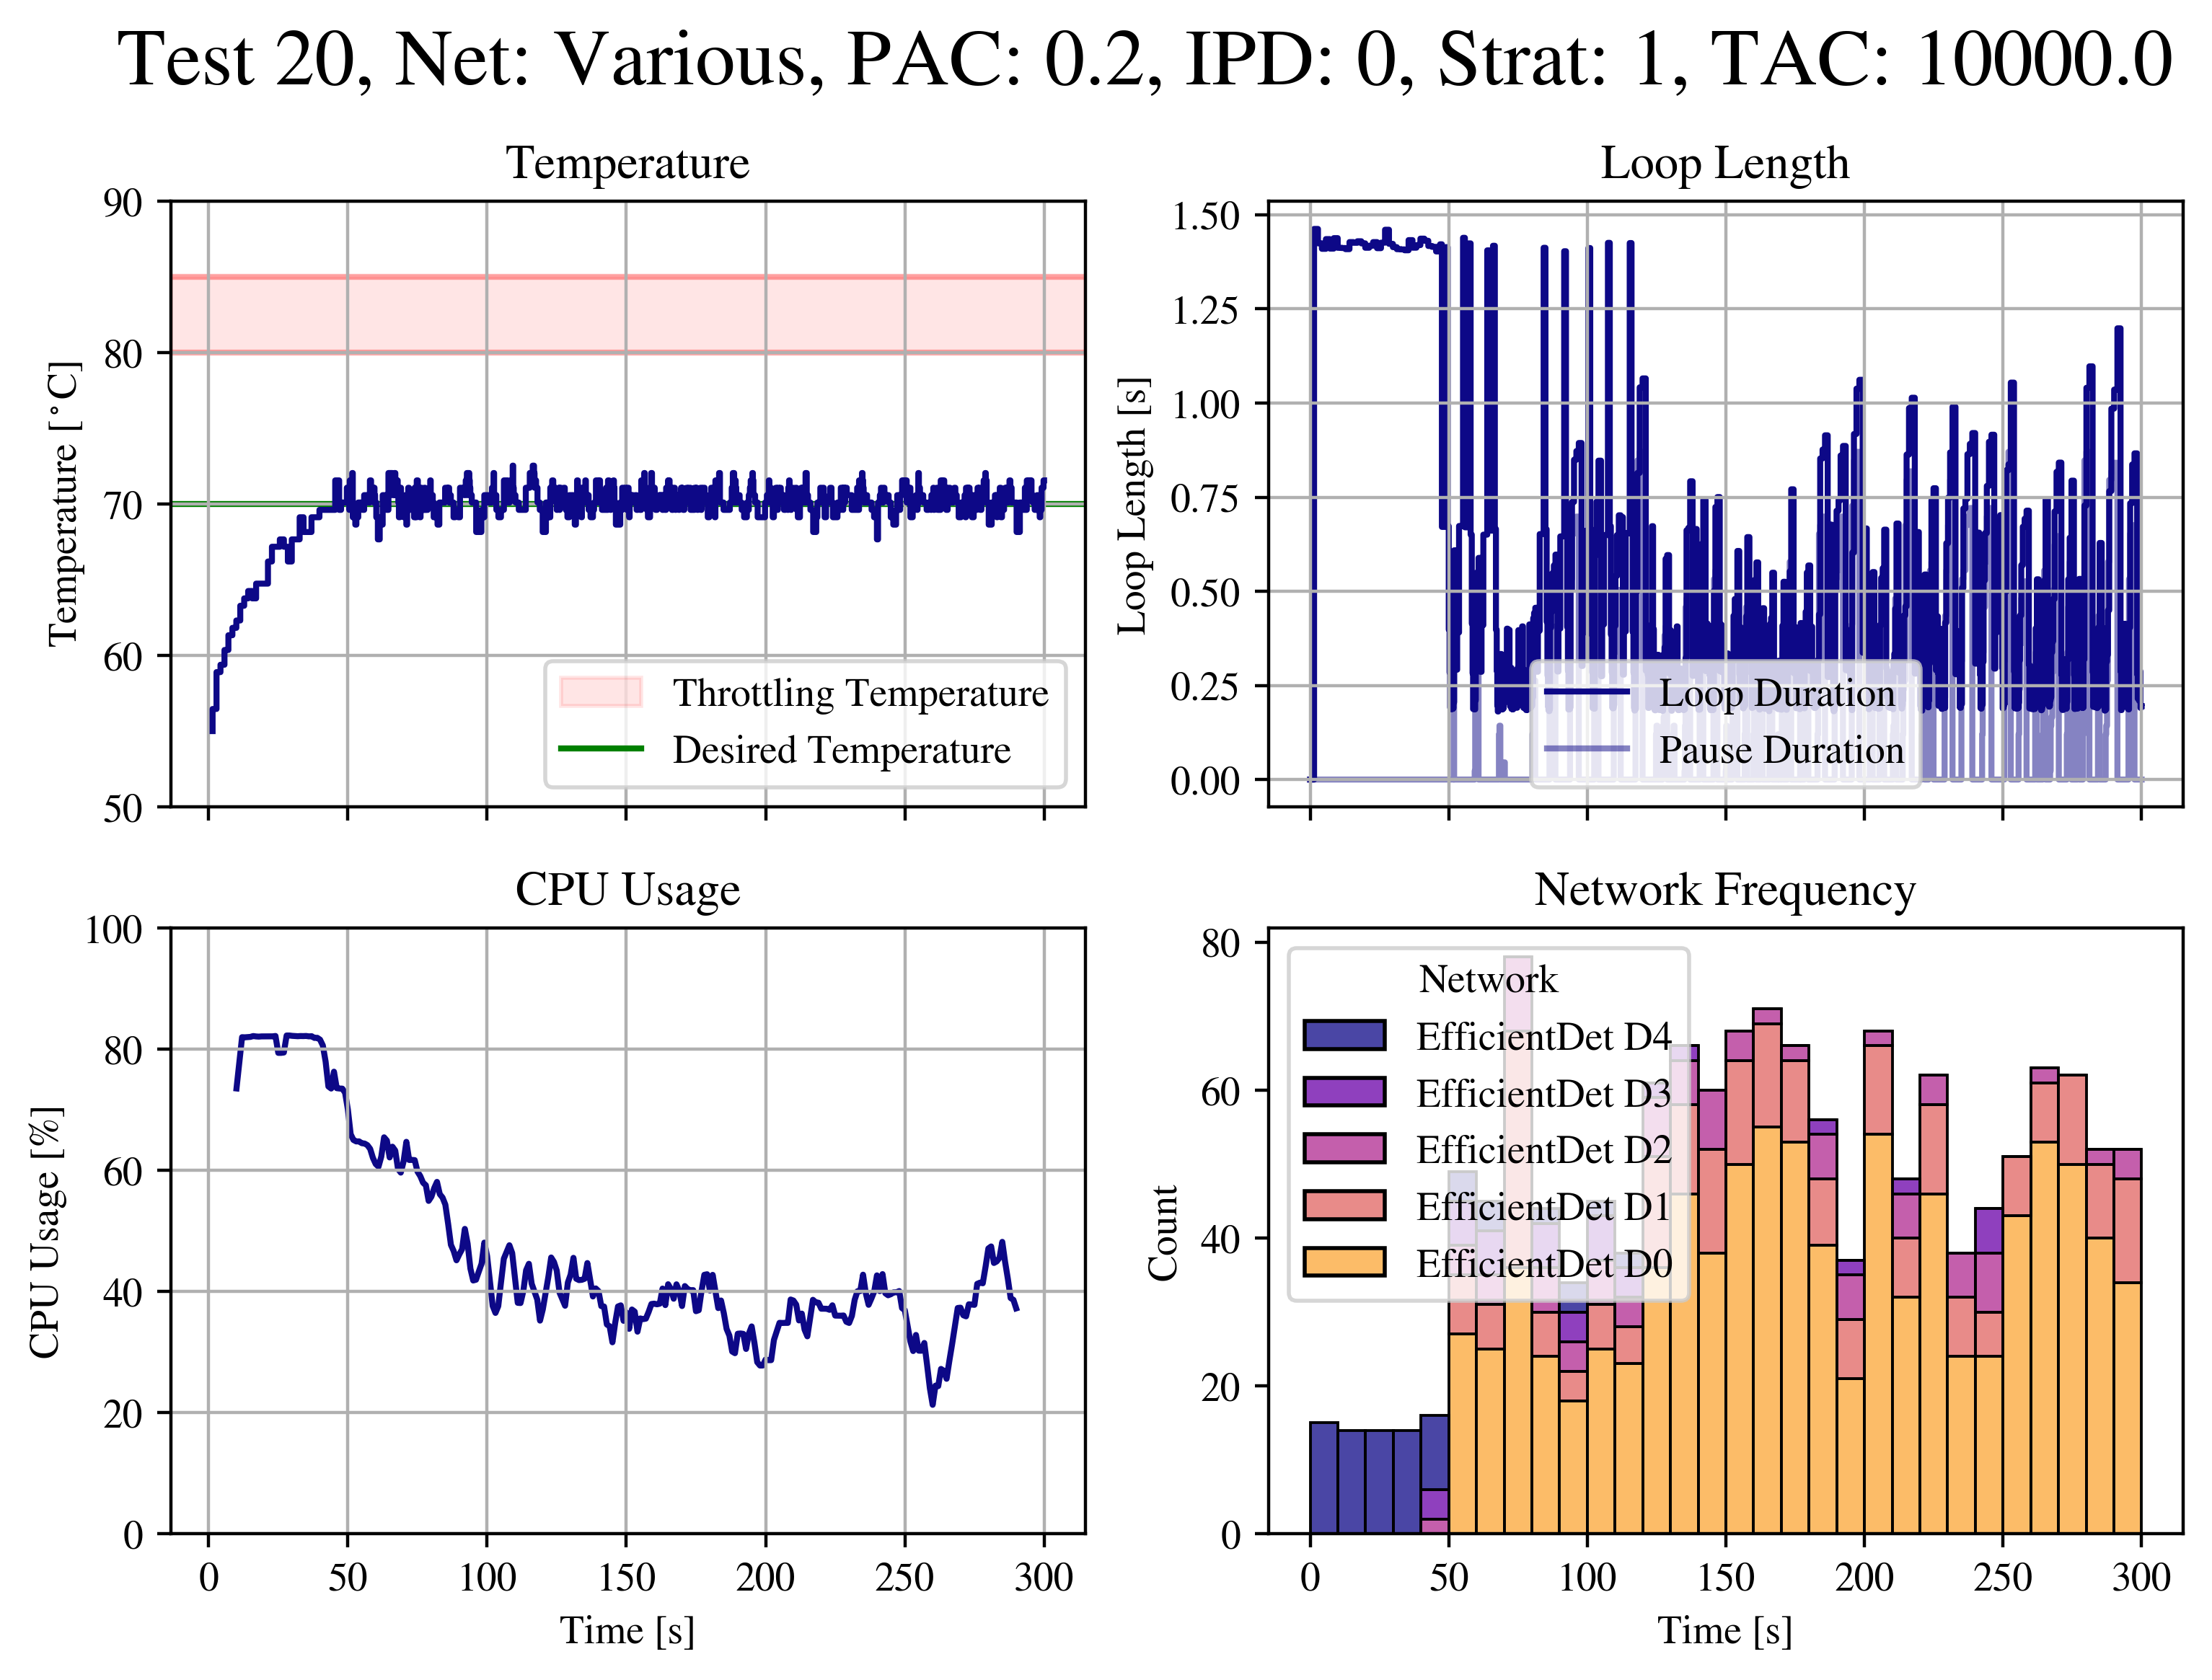 Test 20, Net: Various, PAC: 0.2, IPD: 0, Strat: 1, TAC: 10000.0
Temperature
90
80
70
60
50
Temperature [°C]
Throttling Temperature
Desired Temperature
Loop Length
1.50
1.25
1.00
0.75
0.50
0.25
0.00
Loop Length [s]
Loop Duration
Pause Duration
CPU Usage
100
80
60
40
20
0
CPU Usage [%]
0 50 100 150 200 250 300
Time [s]
Network Frequency
80
60
40
20
0
Count
Network
EfficientDet D4
EfficientDet D3
EfficientDet D2
EfficientDet D1
EfficientDet D0
0 50 100 150 200 250 300
Time [s]